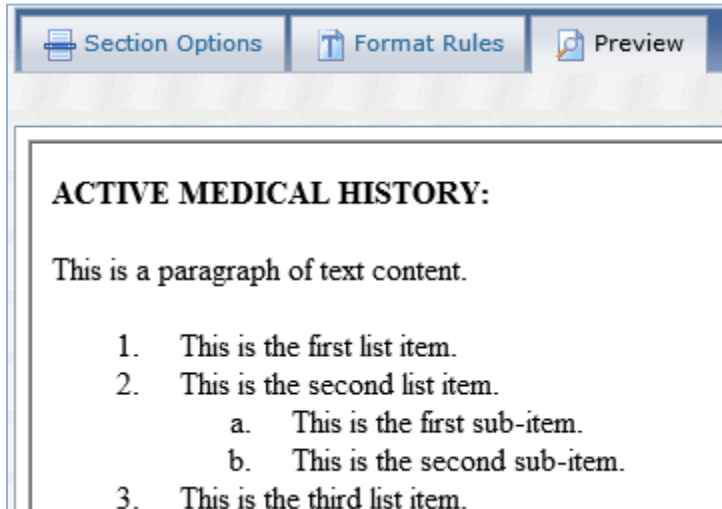 Section Options Format Rules Preview
ACTIVE MEDICAL HISTORY:
This is a paragraph of text content.
1. This is the first list item.
2. This is the second list item.
a. This is the first sub-item.
b. This is the second sub-item.
3. This is the third list item.